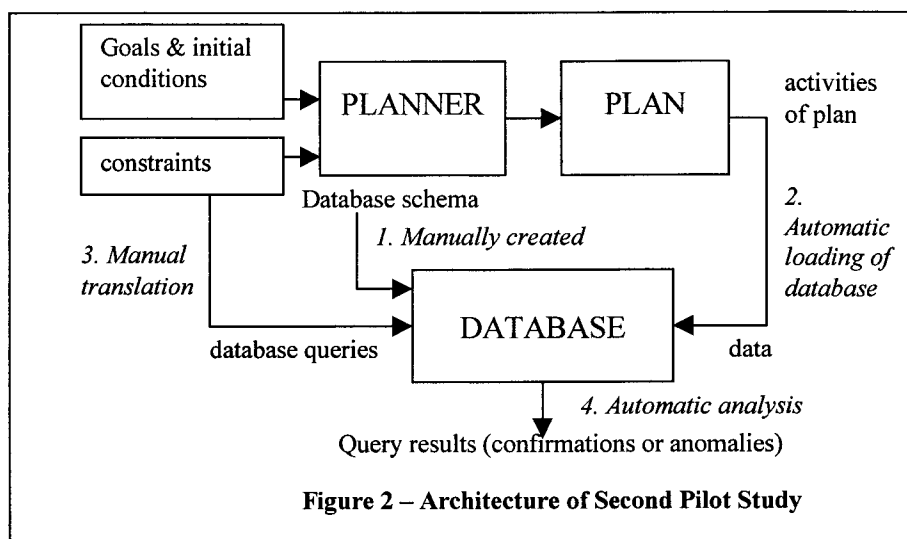 Goals & initial
conditions
PLANNER
PLAN
activities
of plan
constraints
Database schema
1. Manually created
2.
Automatic
loading of
database
3. Manual
translation
DATABASE
database queries
data
4. Automatic analysis
Query results (confirmations or anomalies)
Figure 2 – Architecture of Second Pilot Study